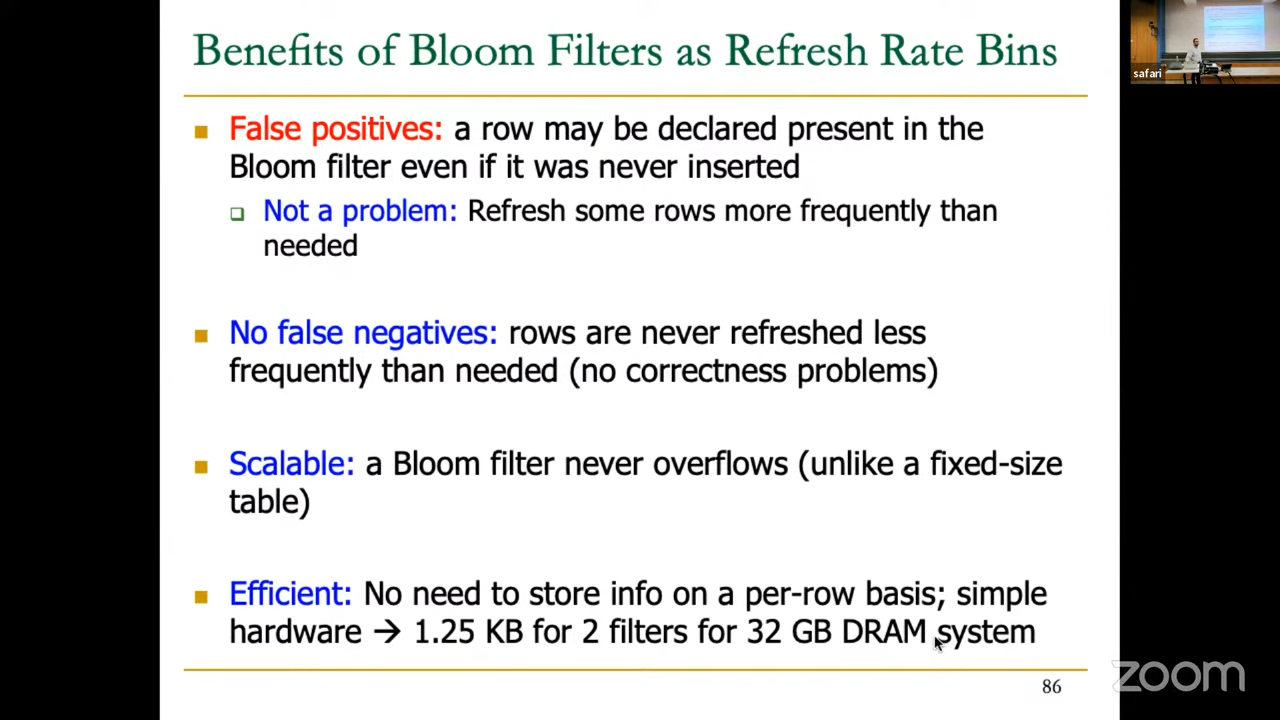 Benefits of Bloom Filters as Refresh Rate Bins
safari
False positives: a row may be declared present in the
Bloom filter even if it was never inserted
Not a problem: Refresh some rows more frequently than
needed
No false negatives: rows are never refreshed less
frequently than needed (no correctness problems)
Scalable: a Bloom filter never overflows (unlike a fixed-size
table)
Efficient: No need to store info on a per-row basis; simple
hardware → 1.25 KB for 2 filters for 32 GB DRAM system
86
zoom